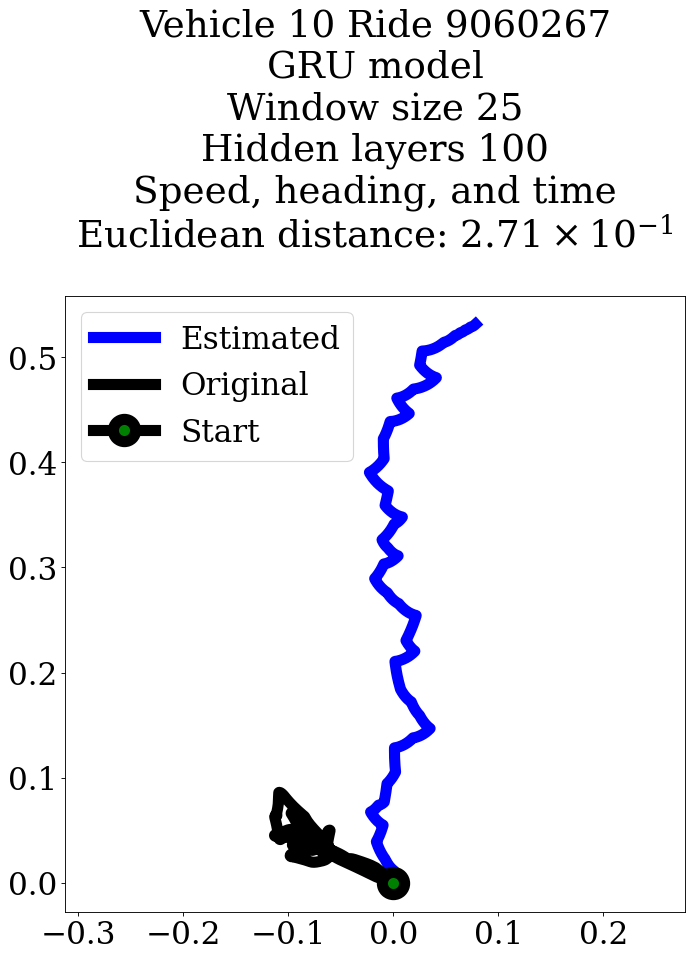 Vehicle 10 Ride 9060267
GRU model
Window size 25
Hidden layers 100
Speed, heading, and time
Euclidean distance: 2.71 × 10⁻¹
Estimated
Original
Start
0.5
0.4
0.3
0.2
0.1
0.0
−0.3 −0.2 −0.1 0.0 0.1 0.2